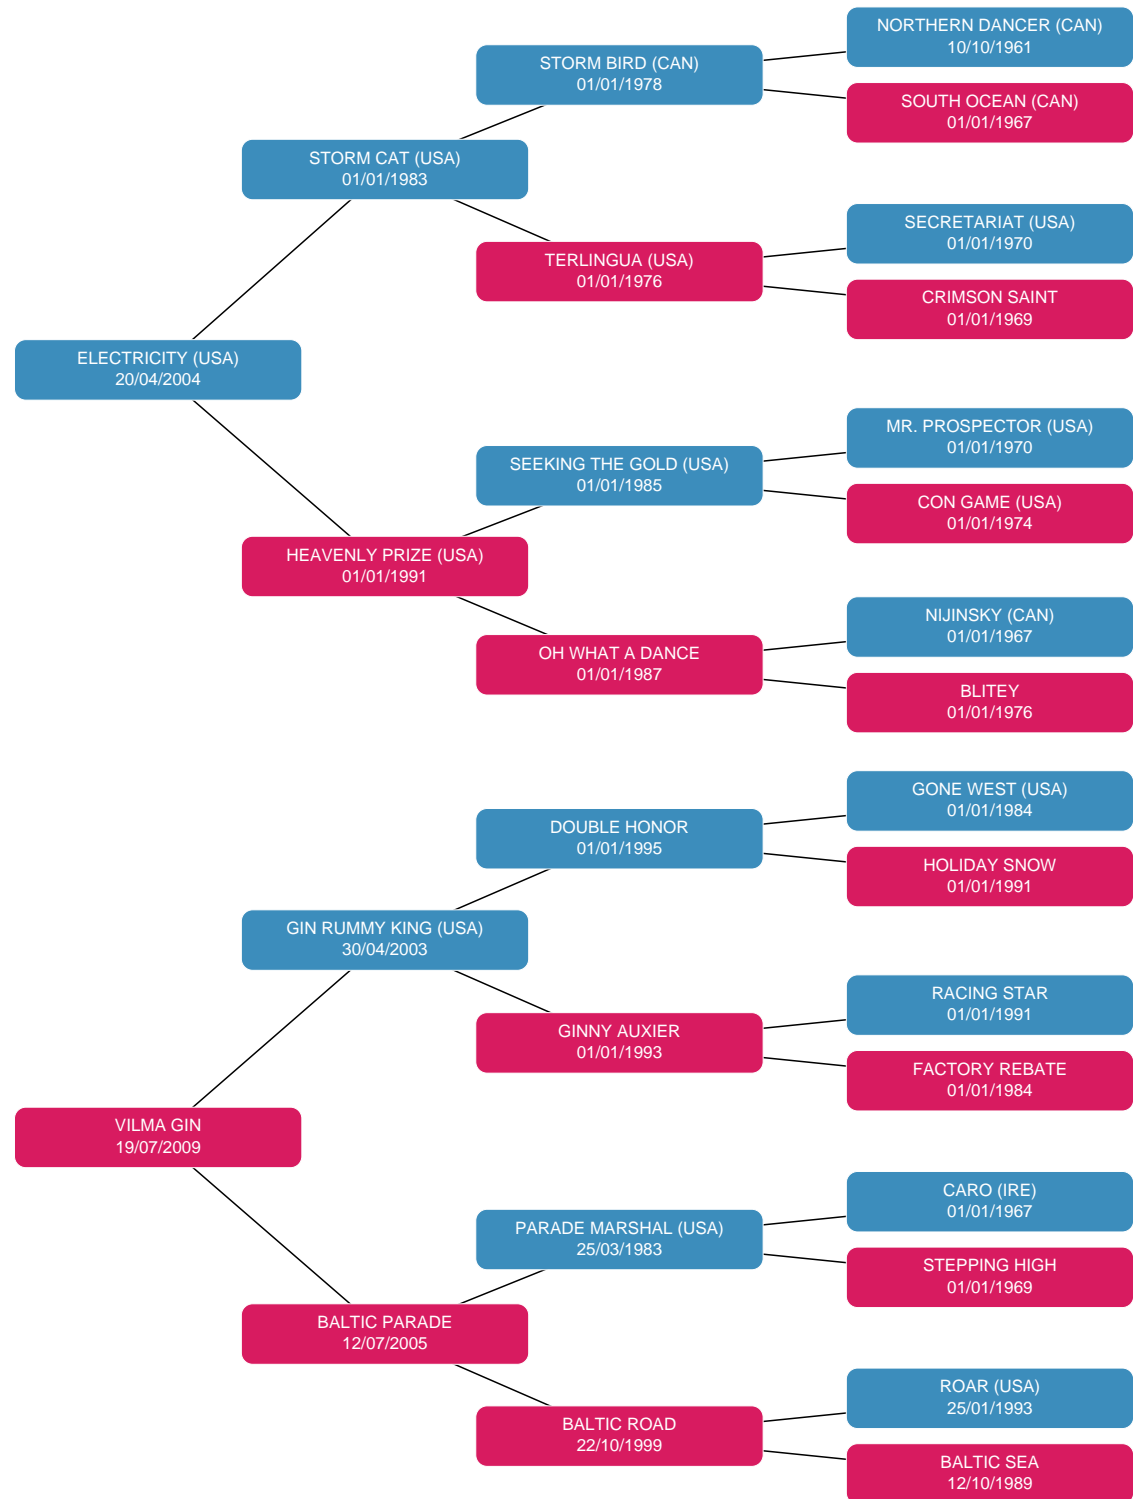 NORTHERN DANCER (CAN)
10/10/1961
STORM BIRD (CAN)
01/01/1978
SOUTH OCEAN (CAN)
01/01/1967
STORM CAT (USA)
01/01/1983
SECRETARIAT (USA)
01/01/1970
TERLINGUA (USA)
01/01/1976
CRIMSON SAINT
01/01/1969
ELECTRICITY (USA)
20/04/2004
MR. PROSPECTOR (USA)
01/01/1970
SEEKING THE GOLD (USA)
01/01/1985
CON GAME (USA)
01/01/1974
HEAVENLY PRIZE (USA)
01/01/1991
NIJINSKY (CAN)
01/01/1967
OH WHAT A DANCE
01/01/1987
BLITEY
01/01/1976
GONE WEST (USA)
01/01/1984
DOUBLE HONOR
01/01/1995
HOLIDAY SNOW
01/01/1991
GIN RUMMY KING (USA)
30/04/2003
RACING STAR
01/01/1991
GINNY AUXIER
01/01/1993
FACTORY REBATE
01/01/1984
VILMA GIN
19/07/2009
CARO (IRE)
01/01/1967
PARADE MARSHAL (USA)
25/03/1983
STEPPING HIGH
01/01/1969
BALTIC PARADE
12/07/2005
ROAR (USA)
25/01/1993
BALTIC ROAD
22/10/1999
BALTIC SEA
12/10/1989